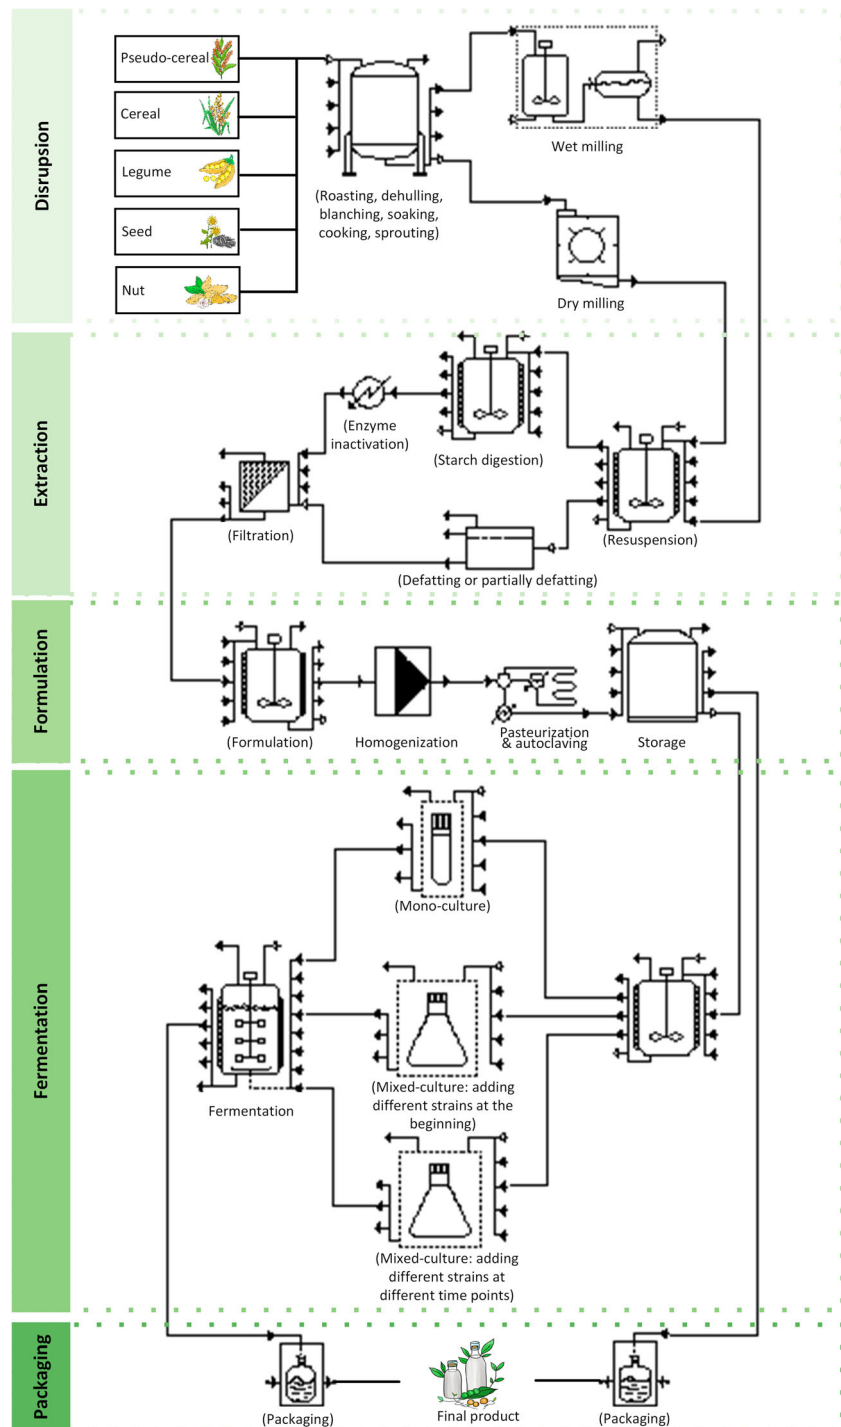 Disrupsion
Pseudo-cereal
Cereal
Legume
Seed
Nut
(Roasting, dehulling,
blanching, soaking,
cooking, sprouting)
Wet milling
Dry milling
Extraction
(Enzyme
inactivation)
(Starch digestion)
(Filtration)
(Resuspension)
(Defatting or partially defatting)
Formulation
(Formulation)
Homogenization
Pasteurization
& autoclaving
Storage
Fermentation
(Mono-culture)
(Mixed-culture: adding
different strains at the
beginning)
Fermentation
(Mixed-culture: adding
different strains at
different time points)
Packaging
(Packaging)
Final product
(Packaging)